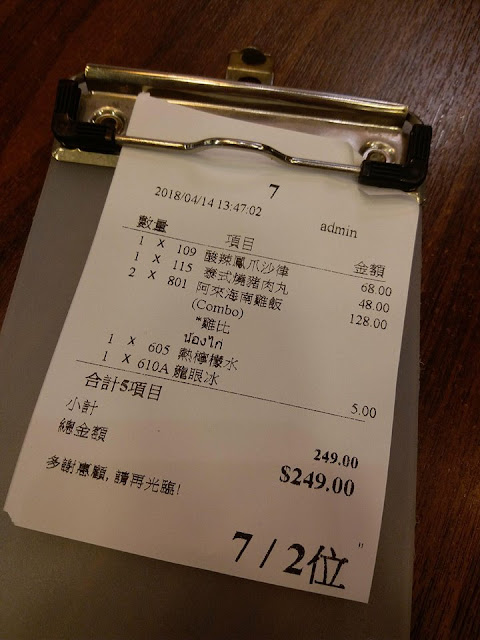 7
2018/04/14 13:47:02 admin
數量 項目 金額
1 X 109 酸辣鳳爪沙律 68.00
1 X 115 泰式燒豬肉丸 48.00
2 X 801 阿來海南雞飯 128.00
(Combo)
*雞比
น่องไก่
1 X 605 熱檸檬水
1 X 610A 龍眼冰 5.00
合計5項目
小計 249.00
總金額 $249.00
多謝惠顧,請再光臨!
7 / 2位
"